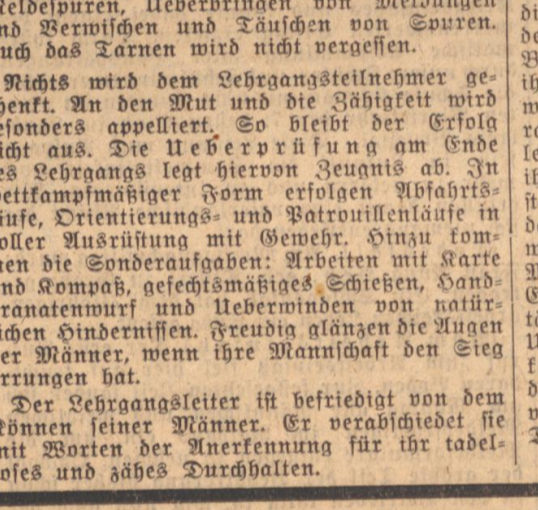 eldespuren, Ueberbringen von Meldungen
nd Verwischen und Täuschen von Spuren.
uch das Tarnen wird nicht vergessen.
Nichts wird dem Lehrgangsteilnehmer ge-
henkt. An den Mut und die Zähigkeit wird
esonders appelliert. So bleibt der Erfolg
icht aus. Die Ueberprüfung am Ende
es Lehrgangs legt hiervon Zeugnis ab. In
ettkampfmäßiger Form erfolgen Abfahrts-
äufe, Orientierungs- und Patrouillenläufe in
oller Ausrüstung mit Gewehr. Hinzu kom-
en die Sonderaufgaben: Arbeiten mit Karte
nd Kompaß, gefechtsmäßiges Schießen, Hand-
ranatenwurf und Ueberwinden von natür-
ichen Hindernissen. Freudig glänzen die Augen
er Männer, wenn ihre Mannschaft den Sieg
rrungen hat.
Der Lehrgangsleiter ist befriedigt von dem
können seiner Männer. Er verabschiedet sie
mit Worten der Anerkennung für ihr tadel-
oses und zähes Durchhalten.